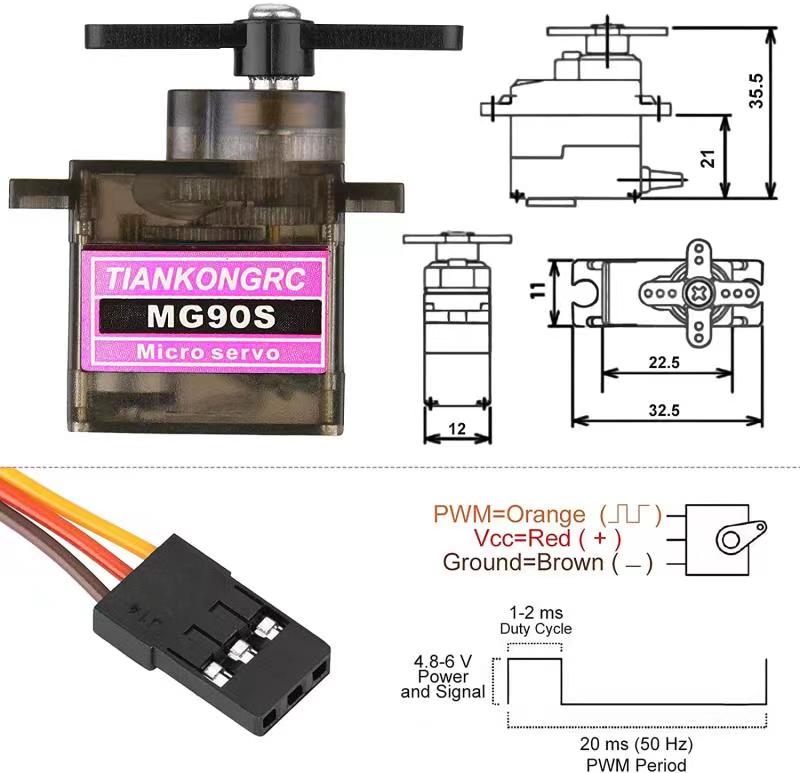 TIANKONGRC
MG90S
Micro servo
35.5
21
11
22.5
32.5
12
J14
PWM=Orange ( )
Vcc=Red ( + )
Ground=Brown ( — )
1-2 ms
Duty Cycle
4.8-6 V
Power
and Signal
20 ms (50 Hz)
PWM Period